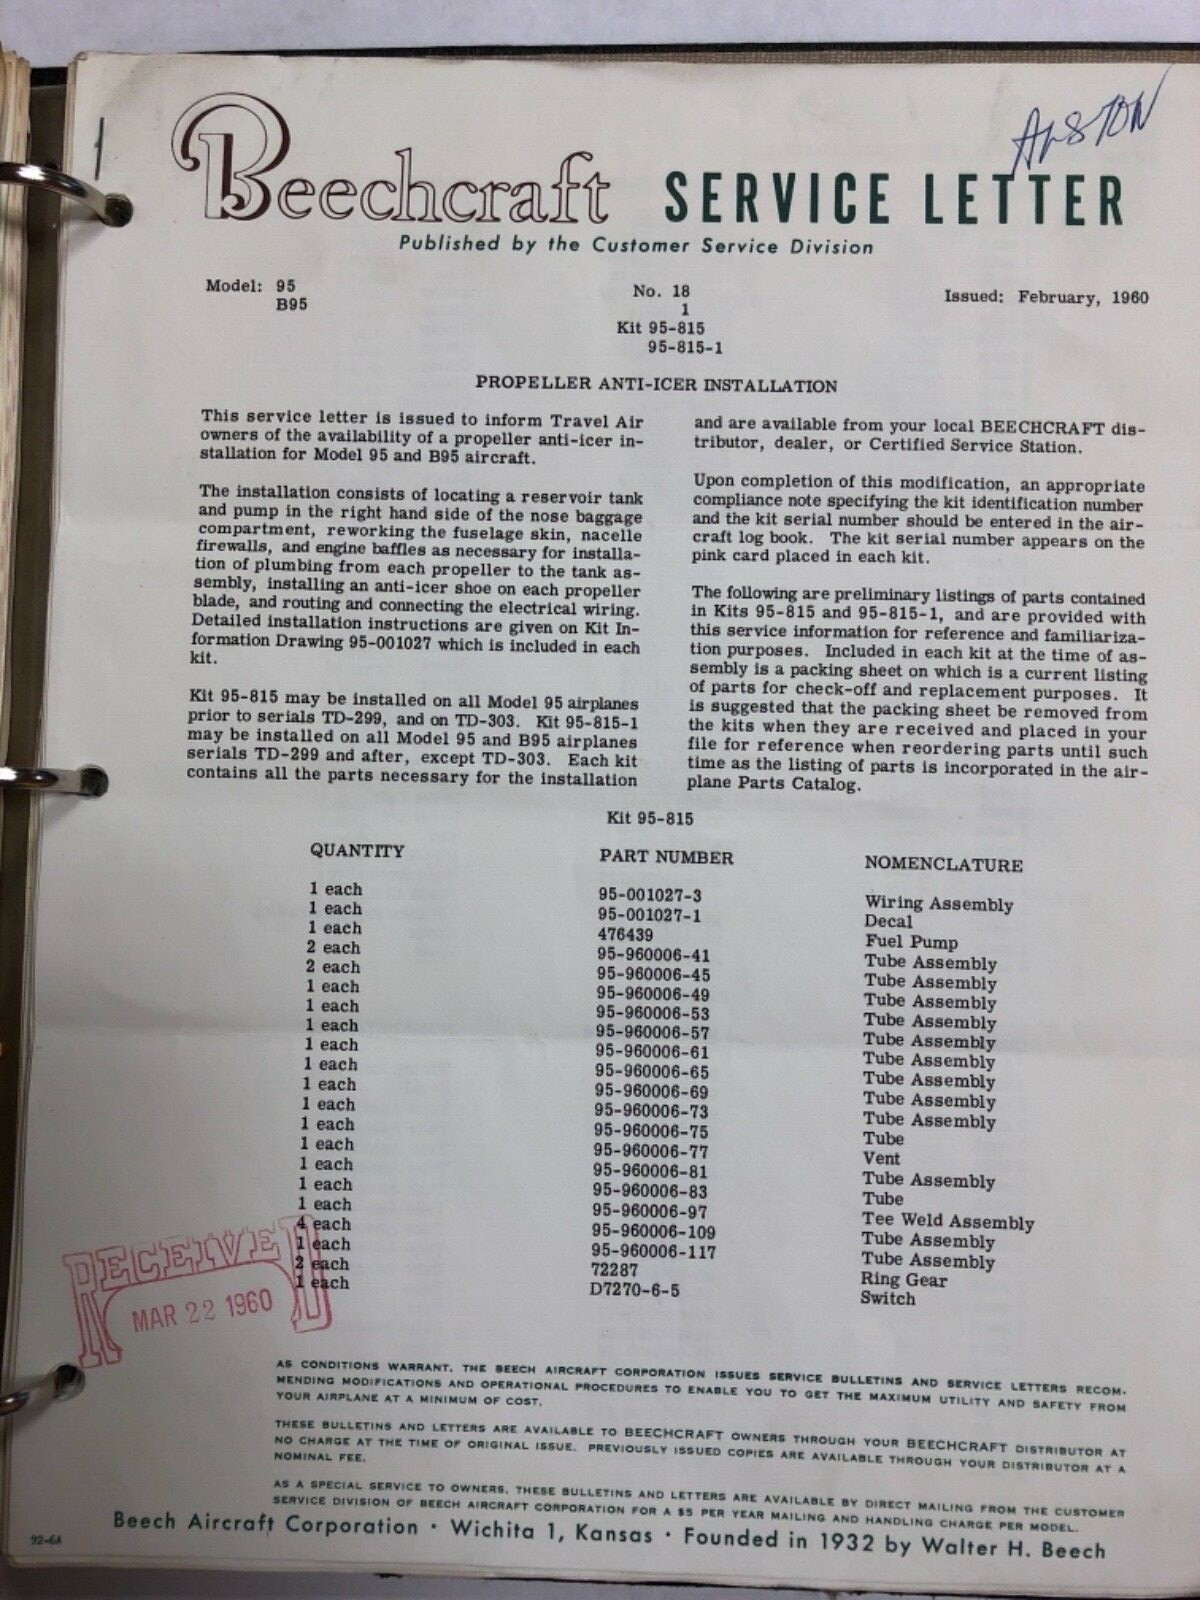 ALSTON
Beechcraft SERVICE LETTER
Published by the Customer Service Division
Model: 95
B95
No. 18
1
Kit 95-815
95-815-1
Issued: February, 1960
PROPELLER ANTI-ICER INSTALLATION
This service letter is issued to inform Travel Air
owners of the availability of a propeller anti-icer in-
stallation for Model 95 and B95 aircraft.
The installation consists of locating a reservoir tank
and pump in the right hand side of the nose baggage
compartment, reworking the fuselage skin, nacelle
firewalls, and engine baffles as necessary for installa-
tion of plumbing from each propeller to the tank as-
sembly, installing an anti-icer shoe on each propeller
blade, and routing and connecting the electrical wiring.
Detailed installation instructions are given on Kit In-
formation Drawing 95-001027 which is included in each
kit.
Kit 95-815 may be installed on all Model 95 airplanes
prior to serials TD-299, and on TD-303. Kit 95-815-1
may be installed on all Model 95 and B95 airplanes
serials TD-299 and after, except TD-303. Each kit
contains all the parts necessary for the installation
and are available from your local BEECHCRAFT dis-
tributor, dealer, or Certified Service Station.
Upon completion of this modification, an appropriate
compliance note specifying the kit identification number
and the kit serial number should be entered in the air-
craft log book. The kit serial number appears on the
pink card placed in each kit.
The following are preliminary listings of parts contained
in Kits 95-815 and 95-815-1, and are provided with
this service information for reference and familiariza-
tion purposes. Included in each kit at the time of as-
sembly is a packing sheet on which is a current listing
of parts for check-off and replacement purposes. It
is suggested that the packing sheet be removed from
the kits when they are received and placed in your
file for reference when reordering parts until such
time as the listing of parts is incorporated in the air-
plane Parts Catalog.
Kit 95-815
QUANTITY PART NUMBER NOMENCLATURE
1 each 95-001027-3 Wiring Assembly
1 each 95-001027-1 Decal
1 each 476439 Fuel Pump
2 each 95-960006-41 Tube Assembly
2 each 95-960006-45 Tube Assembly
1 each 95-960006-49 Tube Assembly
1 each 95-960006-53 Tube Assembly
1 each 95-960006-57 Tube Assembly
1 each 95-960006-61 Tube Assembly
1 each 95-960006-65 Tube Assembly
1 each 95-960006-69 Tube Assembly
1 each 95-960006-73 Tube Assembly
1 each 95-960006-75 Tube
1 each 95-960006-77 Vent
1 each 95-960006-81 Tube Assembly
1 each 95-960006-83 Tube
1 each 95-960006-97 Tee Weld Assembly
4 each 95-960006-109 Tube Assembly
1 each 95-960006-117 Tube Assembly
2 each 72287 Ring Gear
1 each D7270-6-5 Switch
RECEIVED
MAR 22 1960
AS CONDITIONS WARRANT, THE BEECH AIRCRAFT CORPORATION ISSUES SERVICE BULLETINS AND SERVICE LETTERS RECOM-
MENDING MODIFICATIONS AND OPERATIONAL PROCEDURES TO ENABLE YOU TO GET THE MAXIMUM UTILITY AND SAFETY FROM
YOUR AIRPLANE AT A MINIMUM OF COST.
THESE BULLETINS AND LETTERS ARE AVAILABLE TO BEECHCRAFT OWNERS THROUGH YOUR BEECHCRAFT DISTRIBUTOR AT
NO CHARGE AT THE TIME OF ORIGINAL ISSUE. PREVIOUSLY ISSUED COPIES ARE AVAILABLE THROUGH YOUR DISTRIBUTOR AT A
NOMINAL FEE.
AS A SPECIAL SERVICE TO OWNERS, THESE BULLETINS AND LETTERS ARE AVAILABLE BY DIRECT MAILING FROM THE CUSTOMER
SERVICE DIVISION OF BEECH AIRCRAFT CORPORATION FOR A $5 PER YEAR MAILING AND HANDLING CHARGE PER MODEL.
Beech Aircraft Corporation · Wichita 1, Kansas · Founded in 1932 by Walter H. Beech
92-6A